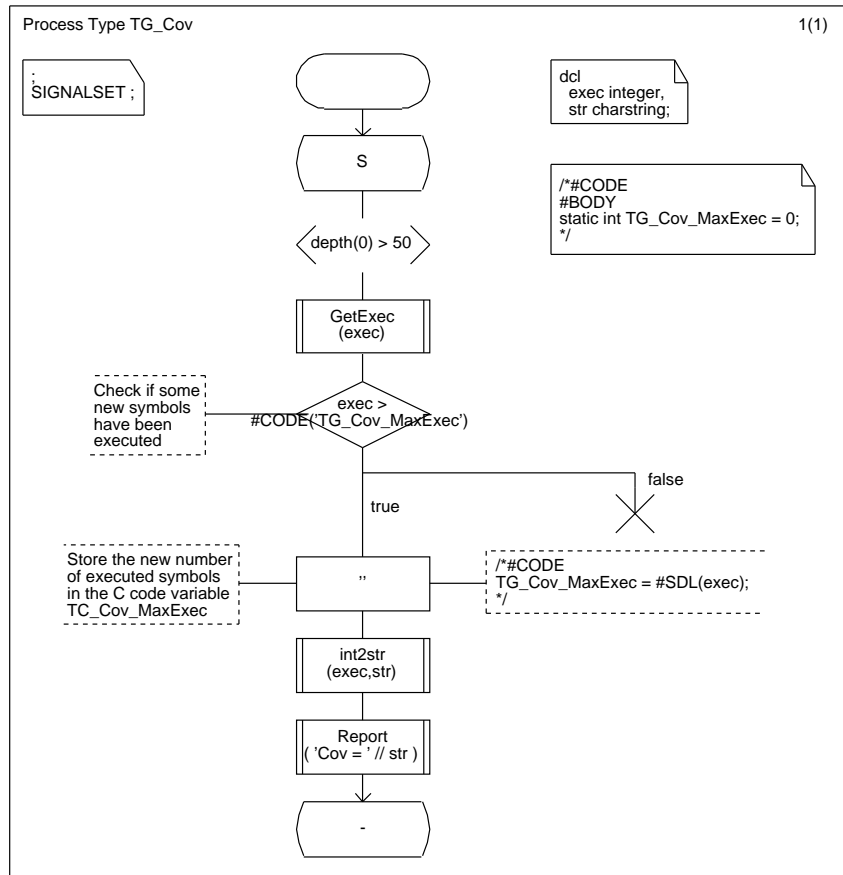 Process Type TG_Cov
1(1)
;
SIGNALSET ;
dcl
exec integer,
str charstring;
S
/*#CODE
#BODY
static int TG_Cov_MaxExec = 0;
*/
depth(0) > 50
GetExec
(exec)
Check if some
new symbols
have been
executed
exec >
#CODE('TG_Cov_MaxExec')
false
true
Store the new number
of executed symbols
in the C code variable
TC_Cov_MaxExec
''
/*#CODE
TG_Cov_MaxExec = #SDL(exec);
*/
int2str
(exec,str)
Report
( 'Cov = ' // str )
-